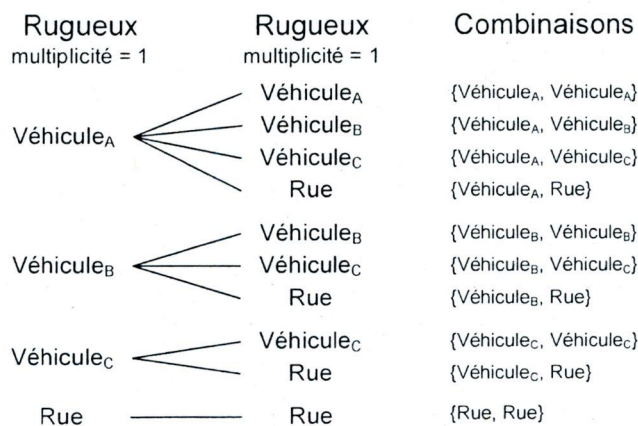 Rugueux Rugueux Combinaisons
multiplicité = 1 multiplicité = 1
Véhicule_A {Véhicule_A, Véhicule_A}
Véhicule_A Véhicule_B {Véhicule_A, Véhicule_B}
Véhicule_C {Véhicule_A, Véhicule_C}
Rue {Véhicule_A, Rue}
Véhicule_B {Véhicule_B, Véhicule_B}
Véhicule_B Véhicule_C {Véhicule_B, Véhicule_C}
Rue {Véhicule_B, Rue}
Véhicule_C {Véhicule_C, Véhicule_C}
Véhicule_C Rue {Véhicule_C, Rue}
Rue Rue {Rue, Rue}